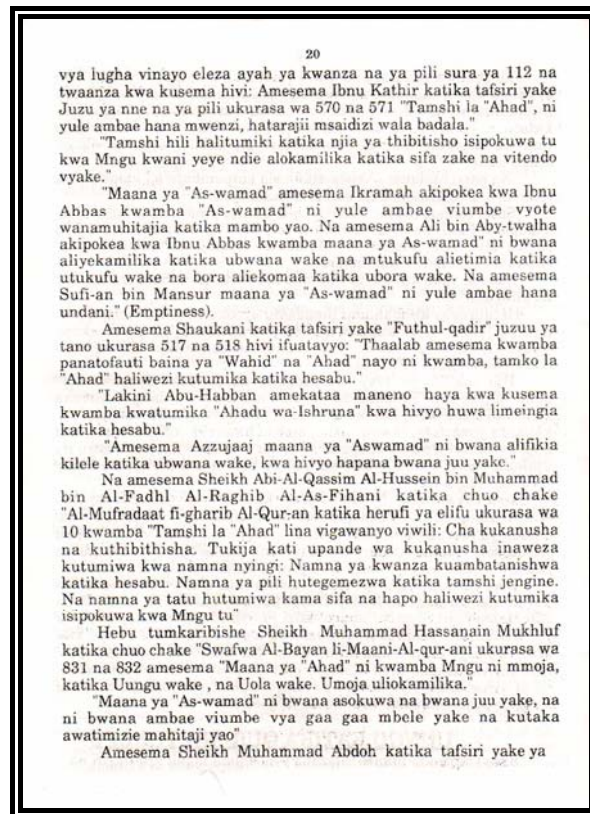 20
vya lugha vinayo eleza ayah ya kwanza na ya pili sura ya 112 na
twaanza kwa kusema hivi: Amesema Ibnu Kathir katika tafsiri yake
Juzu ya nne na ya pili ukurasa wa 570 na 571 "Tamshi la "Ahad", ni
yule ambae hana mwenzi, hatarajii msaidizi wala badala."
"Tamshi hili halitumiki katika njia ya thibitisho isipokuwa tu
kwa Mngu kwani yeye ndie alokamilika katika sifa zake na vitendo
vyake."
"Maana ya "As-wamad" amesema Ikramah akipokea kwa Ibnu
Abbas kwamba "As-wamad" ni yule ambae viumbe vyote
wanamuhitajia katika mambo yao. Na amesema Ali bin Aby-twalha
akipokea kwa Ibnu Abbas kwamba maana ya As-wamad" ni bwana
aliyekamilika katika ubwana wake na mtukufu alietimia katika
utukufu wake na bora aliekomaa katika ubora wake. Na amesema
Sufi-an bin Mansur maana ya "As-wamad" ni yule ambae hana
undani." (Emptiness).
Amesema Shaukani katika tafsiri yake "Futhul-qadir" juzuu ya
tano ukurasa 517 na 518 hivi ifuatavyo: "Thaalab amesema kwamba
panatofauti baina ya "Wahid" na "Ahad" nayo ni kwamba, tamko la
"Ahad" haliwezi kutumika katika hesabu."
"Lakini Abu-Habban amekataa maneno haya kwa kusema
kwamba kwatumika "Ahadu wa-Ishruna" kwa hivyo huwa limeingia
katika hesabu."
"Amesema Azzujaaj maana ya "Aswamad" ni bwana alifikia
kilele katika ubwana wake, kwa hivyo hapana bwana juu yake."
Na amesema Sheikh Abi-Al-Qassim Al-Hussein bin Muhammad
bin Al-Fadhl Al-Raghib Al-As-Fihani katika chuo chake
"Al-Mufradaat fi-gharib Al-Qur-an katika herufi ya elifu ukurasa wa
10 kwamba "Tamshi la "Ahad" lina vigawanyo viwili: Cha kukanusha
na kuthibithisha. Tukija kati upande wa kukanusha inaweza
kutumiwa kwa namna nyingi: Namna ya kwanza kuambatanishwa
katika hesabu. Namna ya pili hutegemezwa katika tamshi jengine.
Na namna ya tatu hutumiwa kama sifa na hapo haliwezi kutumika
isipokuwa kwa Mngu tu"
Hebu tumkaribishe Sheikh Muhammad Hassanain Mukhluf
katika chuo chake "Swafwa Al-Bayan li-Maani-Al-qur-ani ukurasa wa
831 na 832 amesema "Maana ya "Ahad" ni kwamba Mngu ni mmoja,
katika Uungu wake , na Uola wake. Umoja uliokamilika."
"Maana ya "As-wamad" ni bwana asokuwa na bwana juu yake, na
ni bwana ambae viumbe vya gaa gaa mbele yake na kutaka
awatimizie mahitaji yao"
Amesema Sheikh Muhammad Abdoh katika tafsiri yake ya